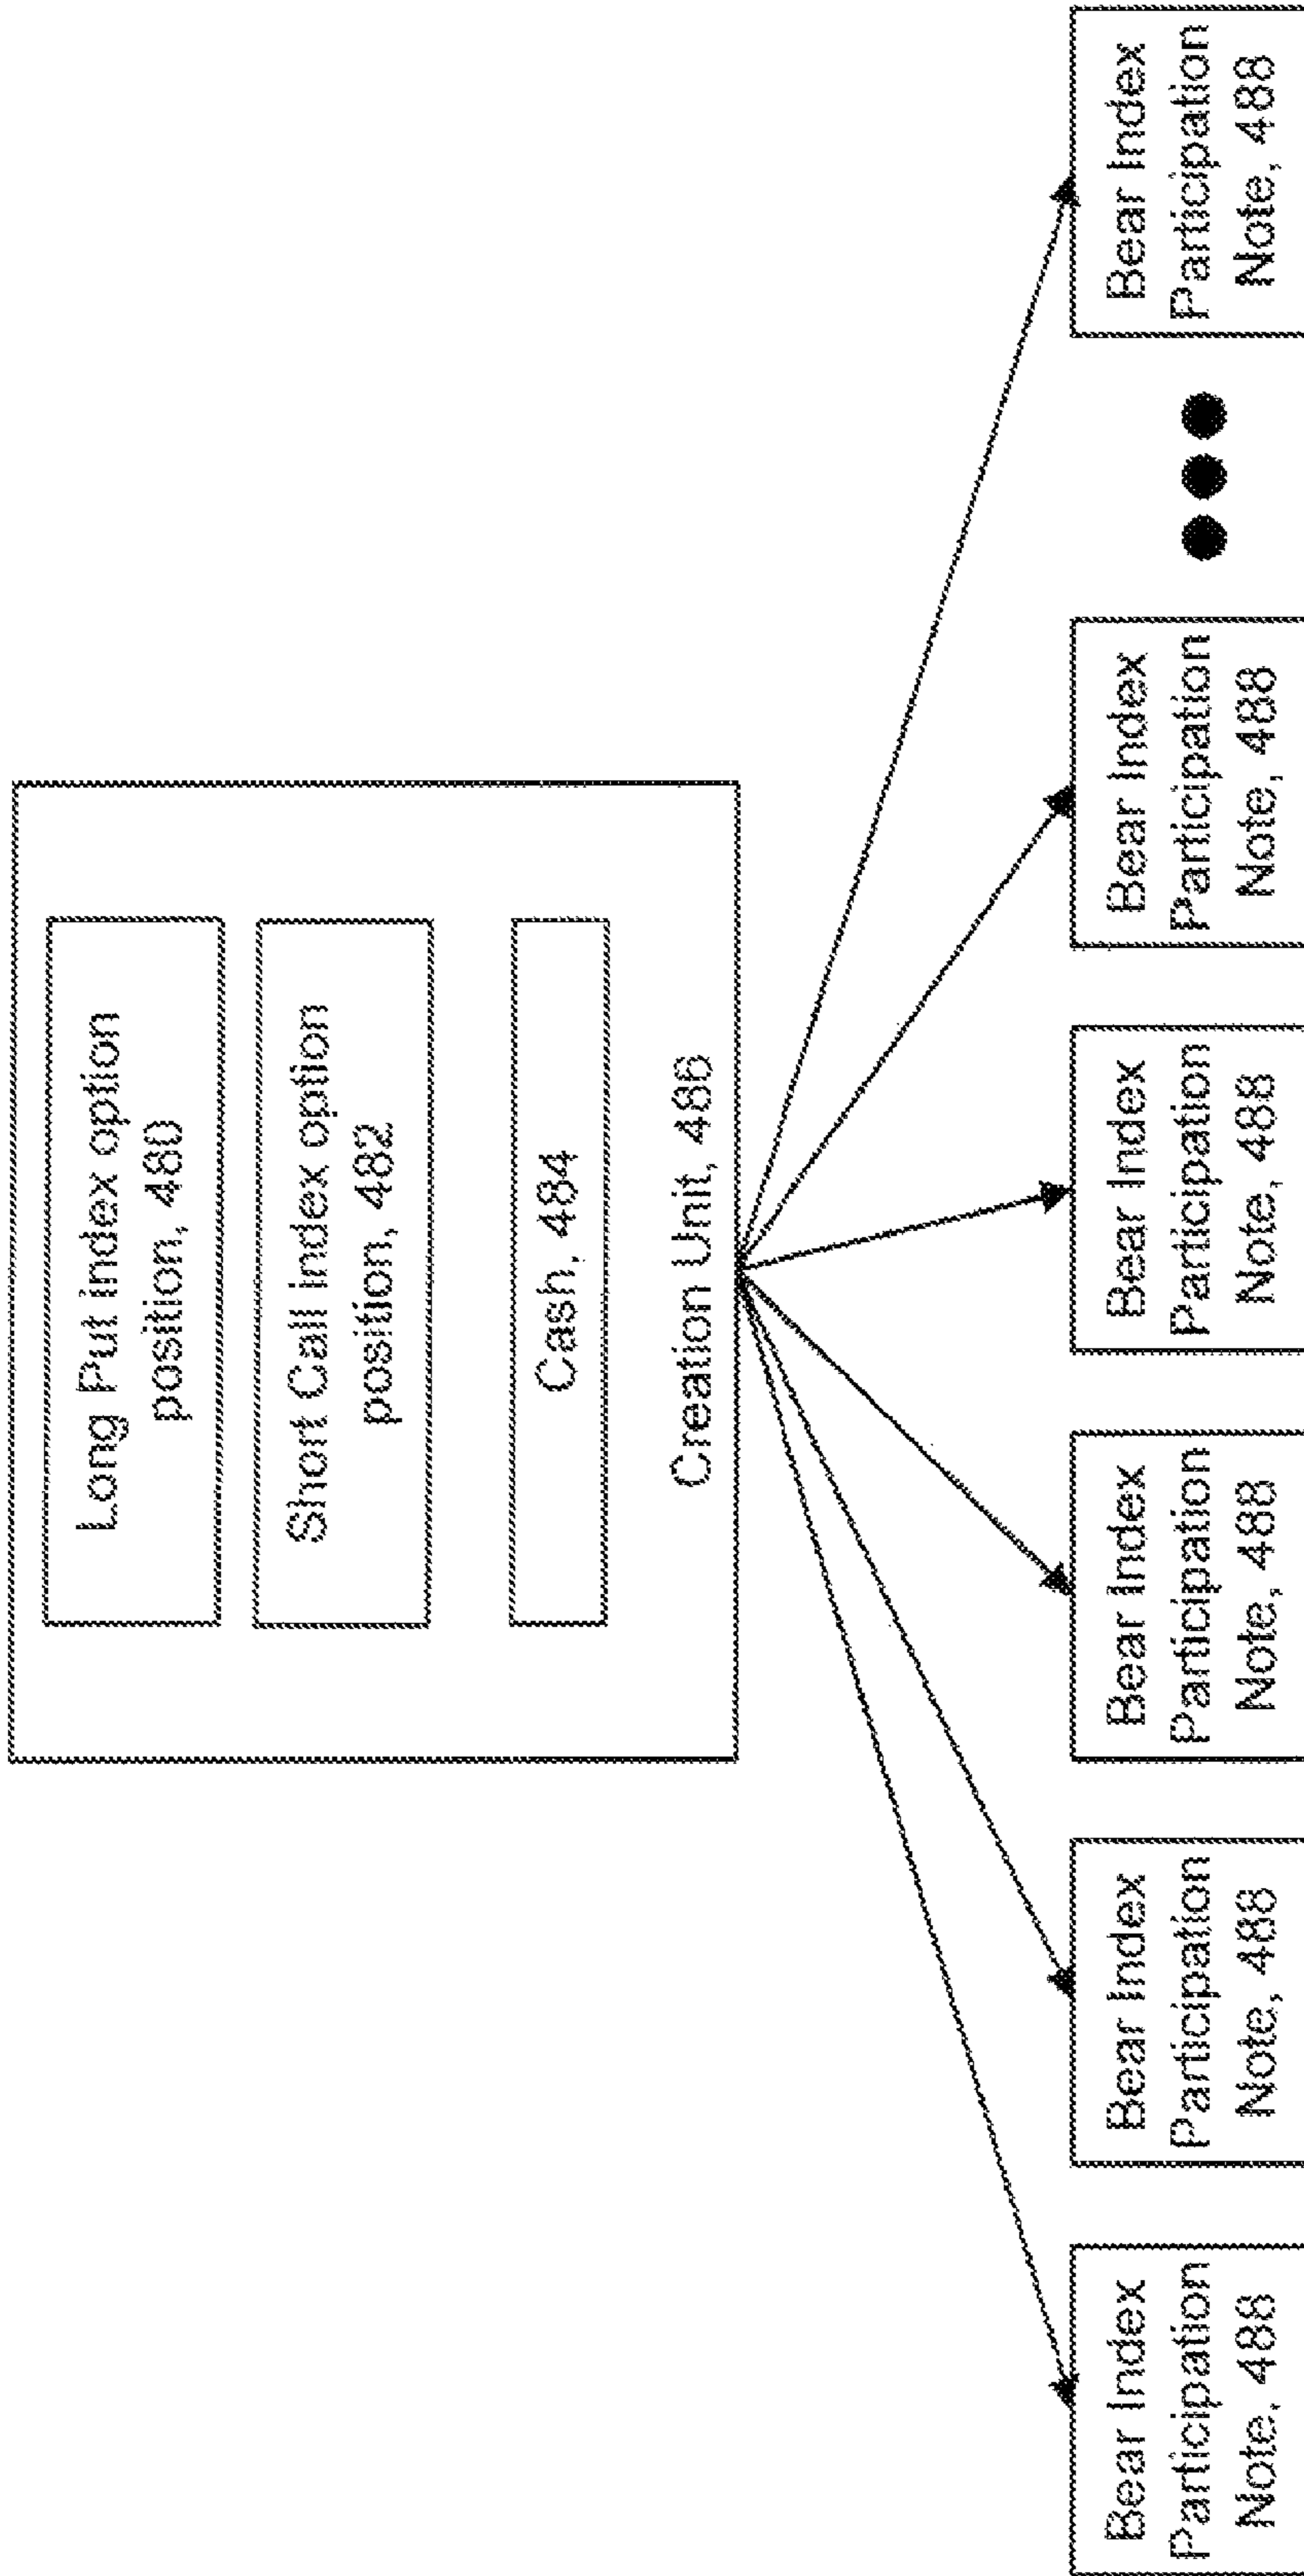 Long Put index option
position, 480
Short Call index option
position, 482
Cash, 484
Creation Unit, 486
Bear Index
Participation
Note, 488
Bear Index
Participation
Note, 488
Bear Index
Participation
Note, 488
Bear Index
Participation
Note, 488
Bear Index
Participation
Note, 488
Bear Index
Participation
Note, 488